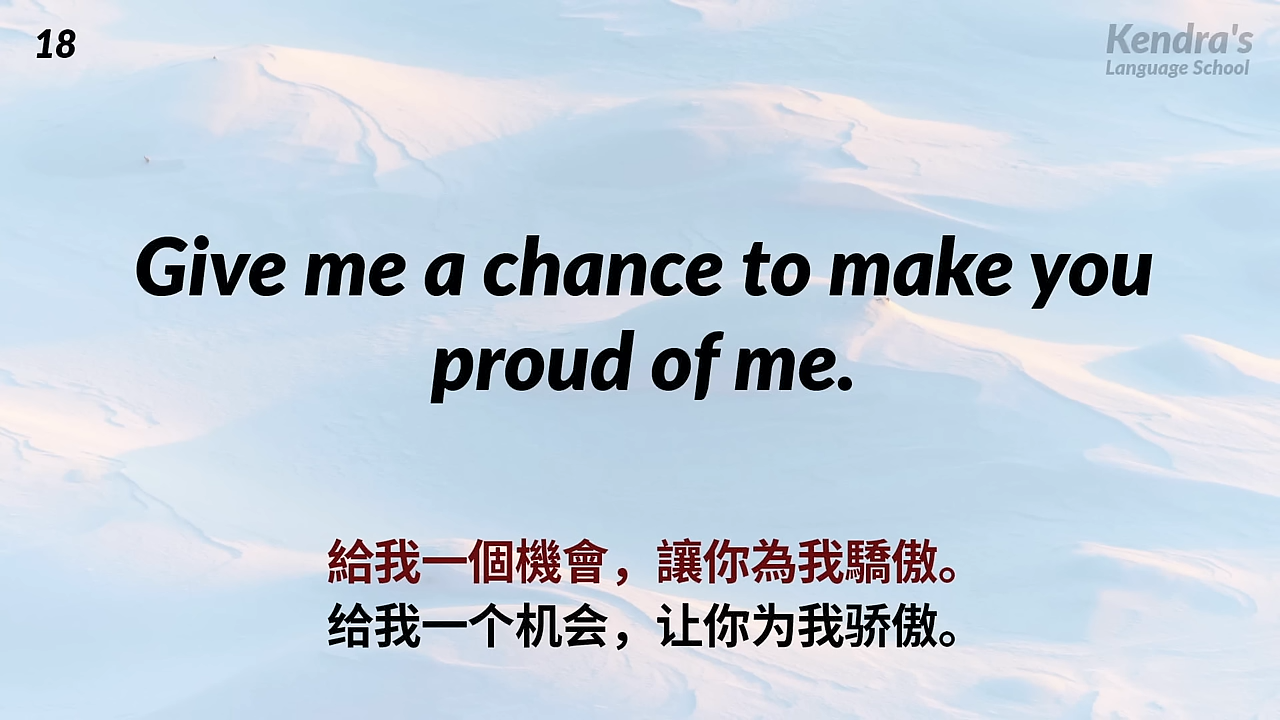 18
Kendra's
Language School
Give me a chance to make you
proud of me.
給我一個機會，讓你為我驕傲。
给我一个机会，让你为我骄傲。